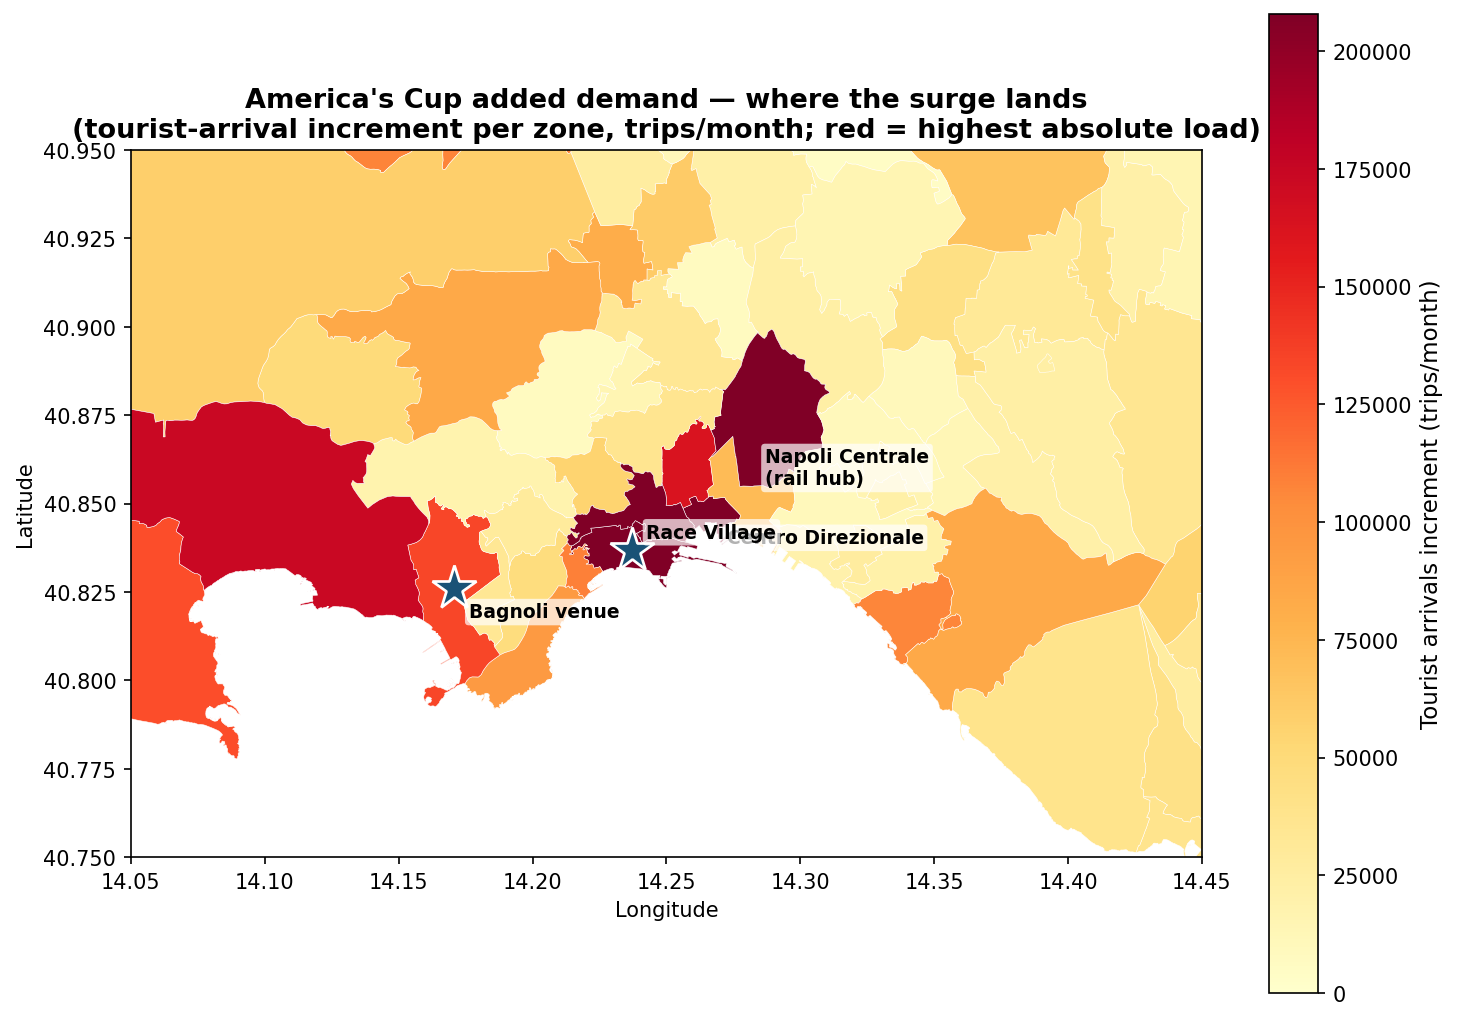 America's Cup added demand — where the surge lands
(tourist-arrival increment per zone, trips/month; red = highest absolute load)
40.950
40.925
40.900
40.875
40.850
40.825
40.800
40.775
40.750
Latitude
14.05
14.10
14.15
14.20
14.25
14.30
14.35
14.40
14.45
Longitude
Napoli Centrale
(rail hub)
Race Village
Centro Direzionale
Bagnoli venue
200000
175000
150000
125000
100000
75000
50000
25000
0
Tourist arrivals increment (trips/month)